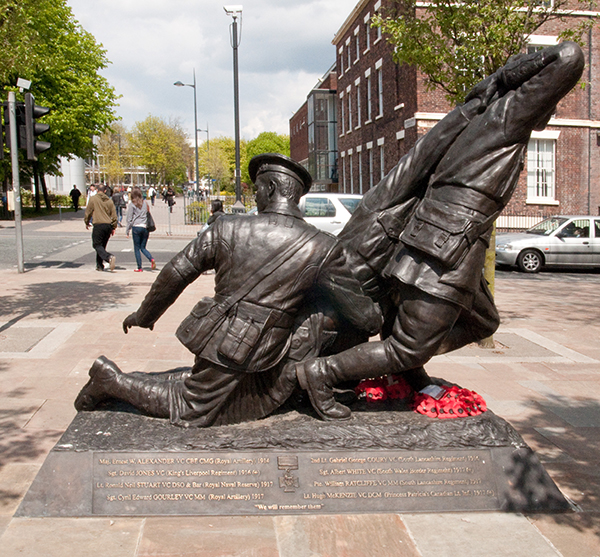 Maj. Ernest W. ALEXANDER VC CBE CMG (Royal Artillery) 1914
Sgt. David JONES VC (King's Liverpool Regiment) 1916
Lt. Ronald Neil STUART VC DSO & Bar (Royal Naval Reserve) 1917
Sgt. Cyril Edward GOURLEY VC MM (Royal Artillery) 1917
2nd Lt. Gabriel George COURY VC (South Lancashire Regiment) 1916
Sgt. Albert WHITE VC (South Wales Borderers Regiment) 1917
Pte. William RATCLIFFE VC MM (South Lancashire Regiment) 1917
Lt. Hugh McKENZIE VC DCM (Princess Patricia's Canadian Lt. Inf.) 1917
"We will remember them"